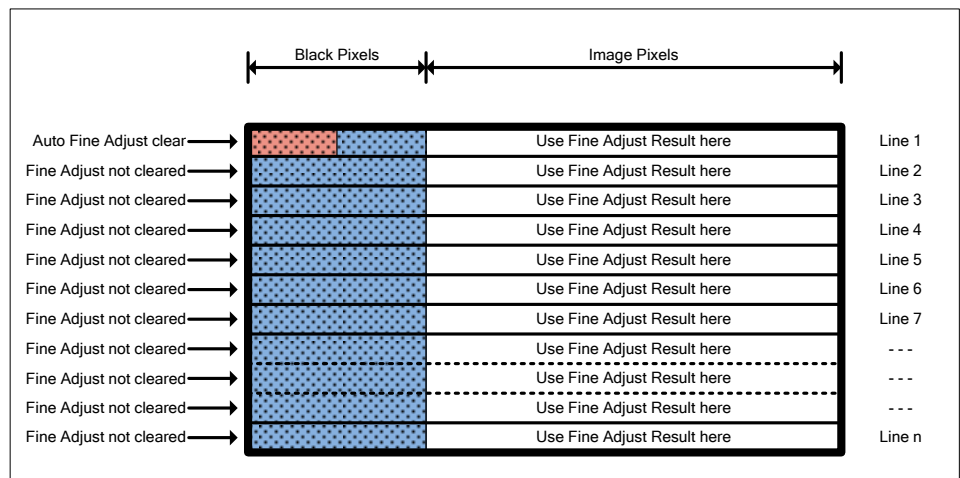 Black Pixels Image Pixels
Auto Fine Adjust clear Use Fine Adjust Result here Line 1
Fine Adjust not cleared Use Fine Adjust Result here Line 2
Fine Adjust not cleared Use Fine Adjust Result here Line 3
Fine Adjust not cleared Use Fine Adjust Result here Line 4
Fine Adjust not cleared Use Fine Adjust Result here Line 5
Fine Adjust not cleared Use Fine Adjust Result here Line 6
Fine Adjust not cleared Use Fine Adjust Result here Line 7
Fine Adjust not cleared Use Fine Adjust Result here - - -
Fine Adjust not cleared Use Fine Adjust Result here - - -
Fine Adjust not cleared Use Fine Adjust Result here - - -
Fine Adjust not cleared Use Fine Adjust Result here Line n